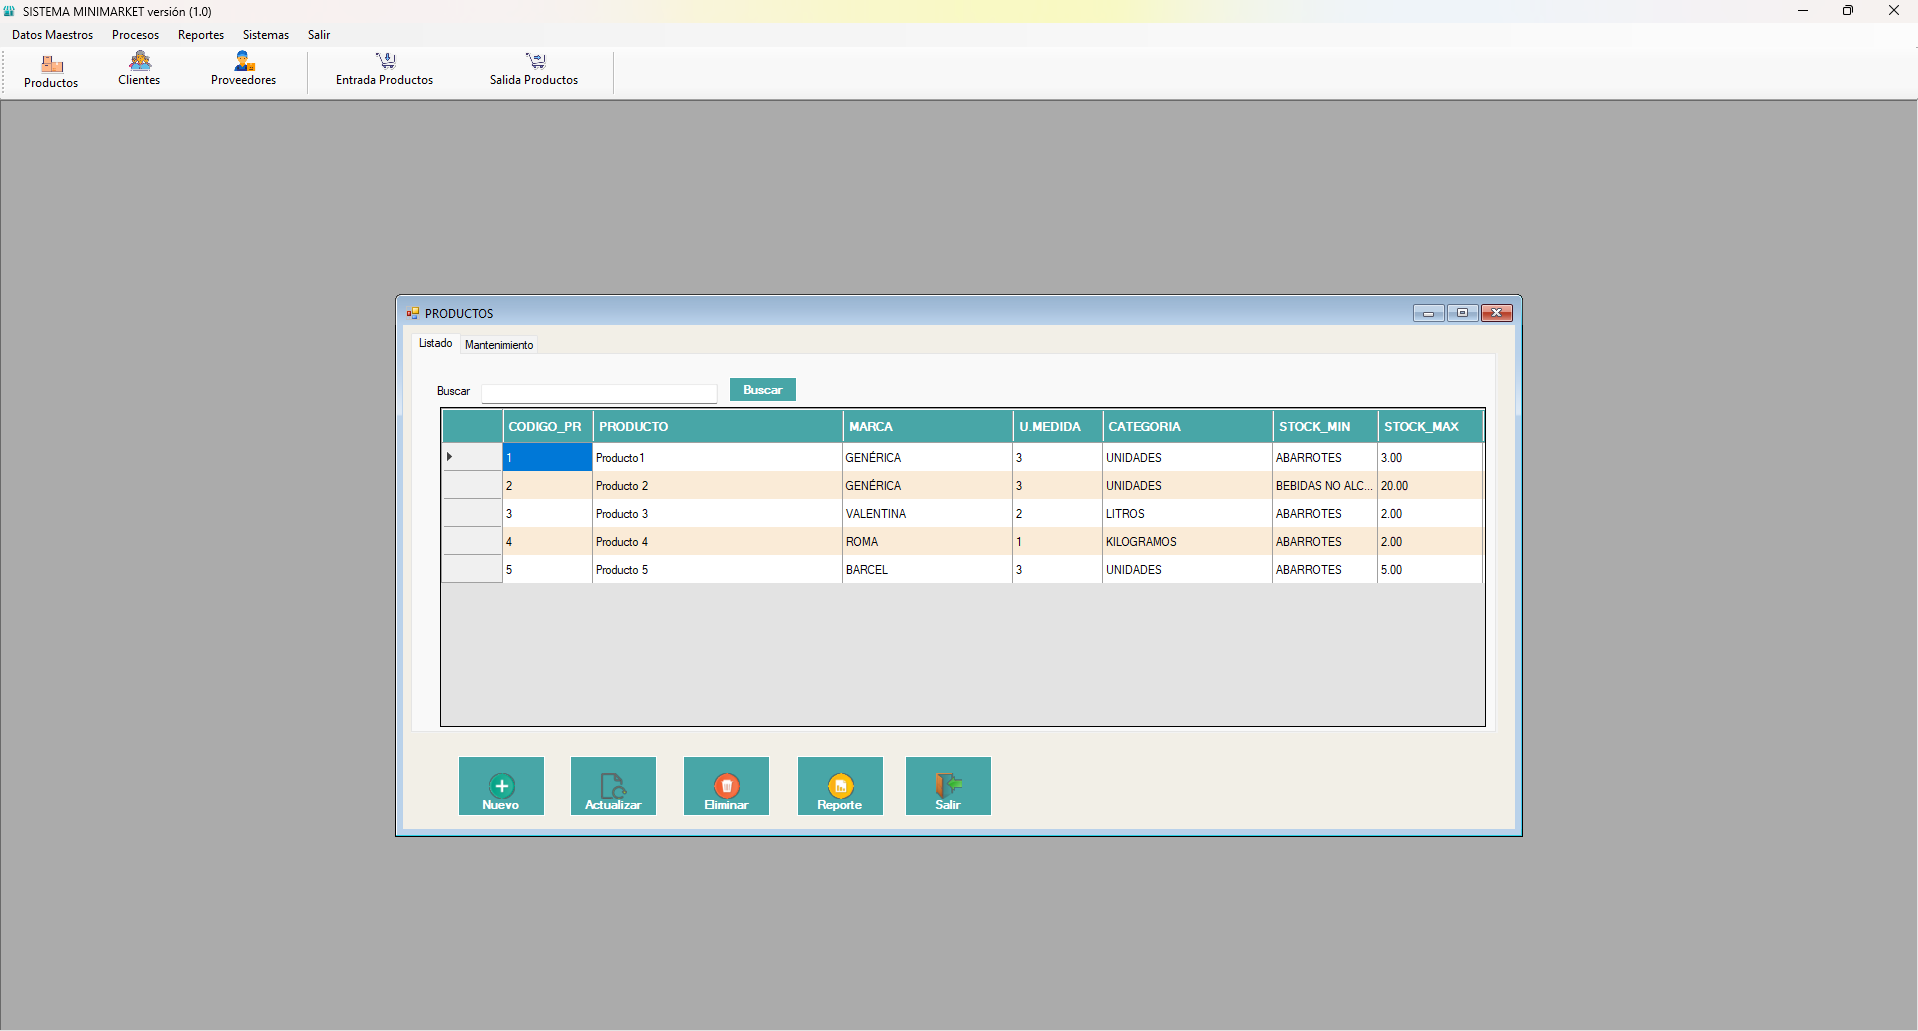 SISTEMA MINIMARKET versión (1.0)
Datos Maestros Procesos Reportes Sistemas Salir
Productos Clientes Proveedores Entrada Productos Salida Productos
PRODUCTOS
Listado Mantenimiento
Buscar Buscar
CODIGO_PR PRODUCTO MARCA U.MEDIDA CATEGORIA STOCK_MIN STOCK_MAX
1 Producto1 GENÉRICA 3 UNIDADES ABARROTES 3.00
2 Producto 2 GENÉRICA 3 UNIDADES BEBIDAS NO ALC... 20.00
3 Producto 3 VALENTINA 2 LITROS ABARROTES 2.00
4 Producto 4 ROMA 1 KILOGRAMOS ABARROTES 2.00
5 Producto 5 BARCEL 3 UNIDADES ABARROTES 5.00
Nuevo Actualizar Eliminar Reporte Salir